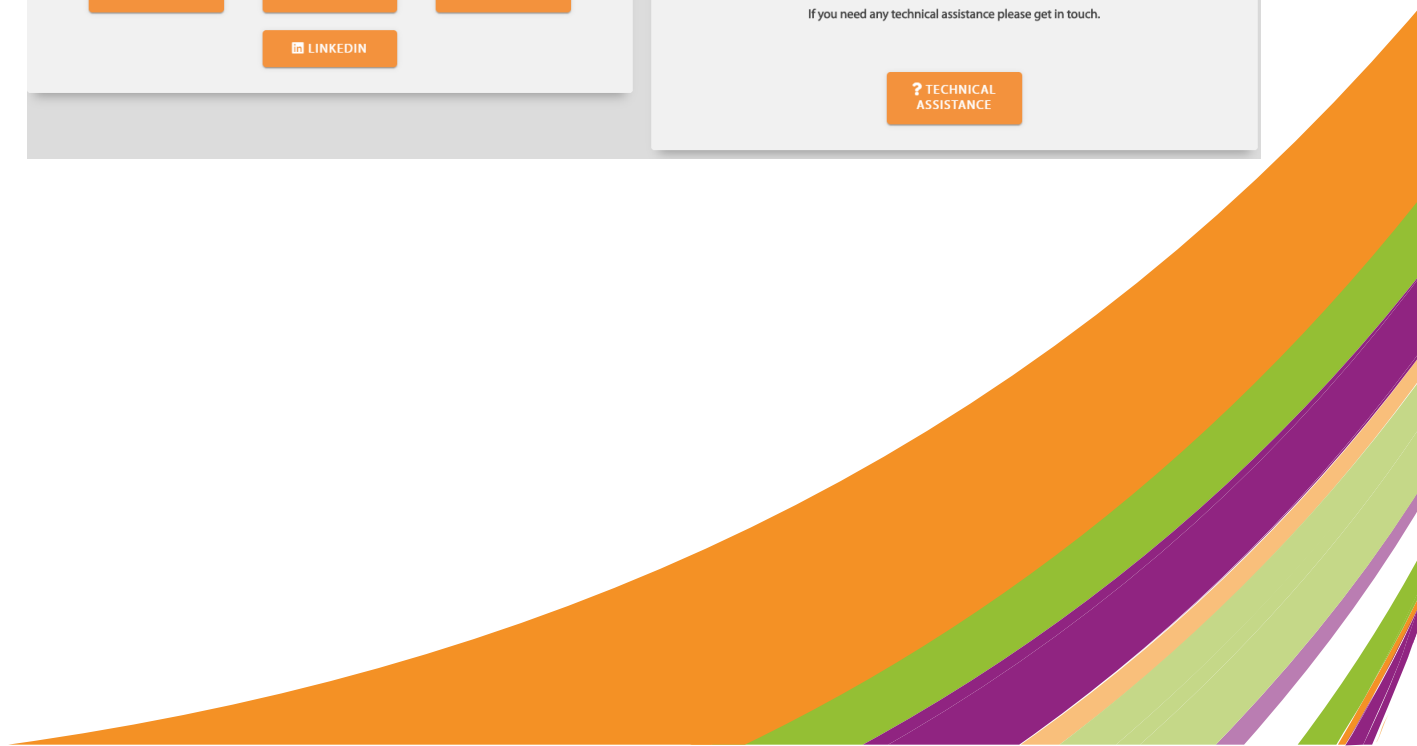 If you need any technical assistance please get in touch.
LINKEDIN
? TECHNICAL
ASSISTANCE